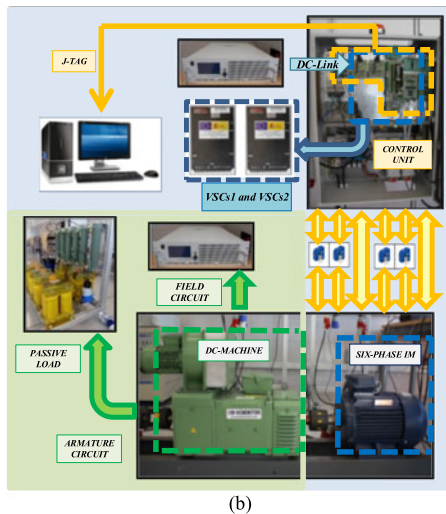 J-TAG
DC-Link
CONTROL
UNIT
VSCs1 and VSCs2
FIELD
CIRCUIT
PASSIVE
LOAD
DC-MACHINE
SIX-PHASE IM
ARMATURE
CIRCUIT
(b)